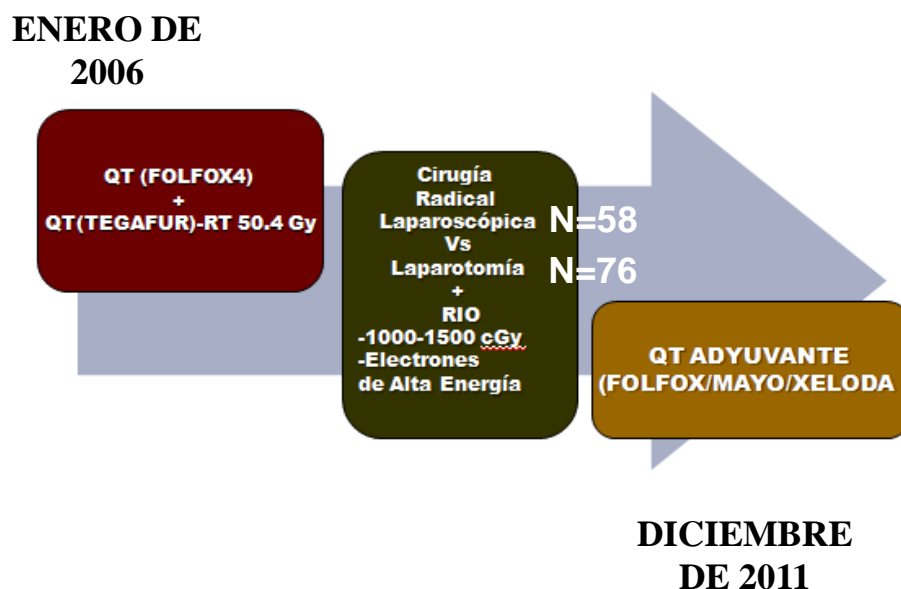 ENERO DE
2006
QT (FOLFOX4)
+
QT(TEGAFUR)-RT 50.4 Gy
Cirugía
Radical
Laparoscópica
Vs
Laparotomía
+
RIO
-1000-1500 cGy
-Electrones
de Alta Energía
N=58
N=76
QT ADYUVANTE
(FOLFOX/MAYO/XELODA
DICIEMBRE
DE 2011